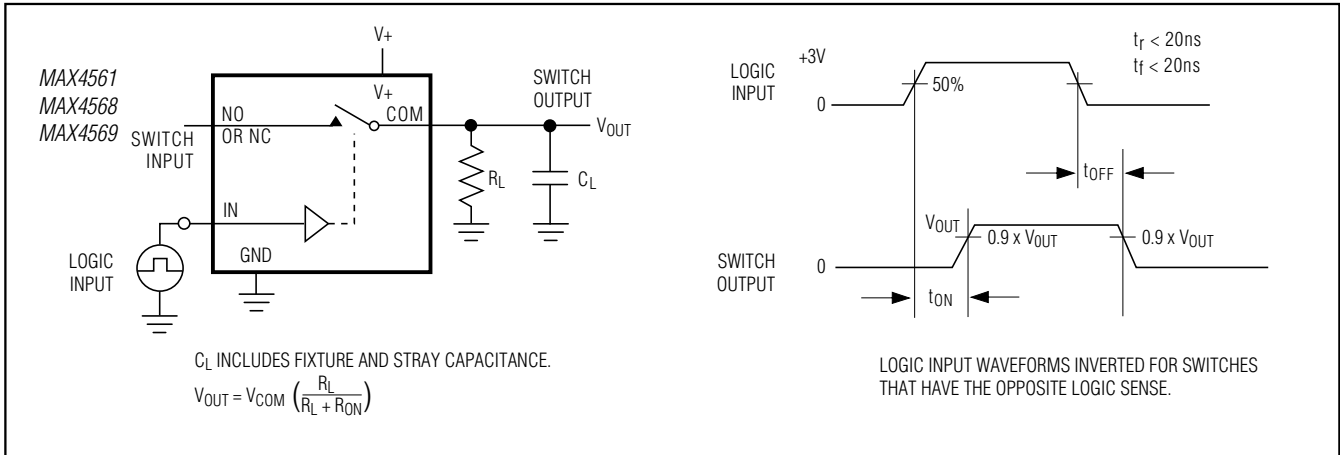 MAX4561
MAX4568
MAX4569
SWITCH
INPUT
NO
OR NC
V+
V+
COM
SWITCH
OUTPUT
VOUT
RL
CL
IN
GND
LOGIC
INPUT
CL INCLUDES FIXTURE AND STRAY CAPACITANCE.
VOUT = VCOM (RL / RL + RON)
LOGIC
INPUT
+3V
0
50%
tr < 20ns
tf < 20ns
tOFF
SWITCH
OUTPUT
VOUT
0
0.9 x VOUT
0.9 x VOUT
tON
LOGIC INPUT WAVEFORMS INVERTED FOR SWITCHES
THAT HAVE THE OPPOSITE LOGIC SENSE.